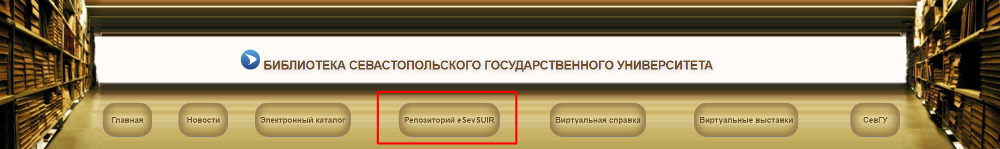 БИБЛИОТЕКА СЕВАСТОПОЛЬСКОГО ГОСУДАРСТВЕННОГО УНИВЕРСИТЕТА
Главная Новости Электронный каталог Репозиторий eSevSUIR Виртуальная справка Виртуальные выставки СевГУ